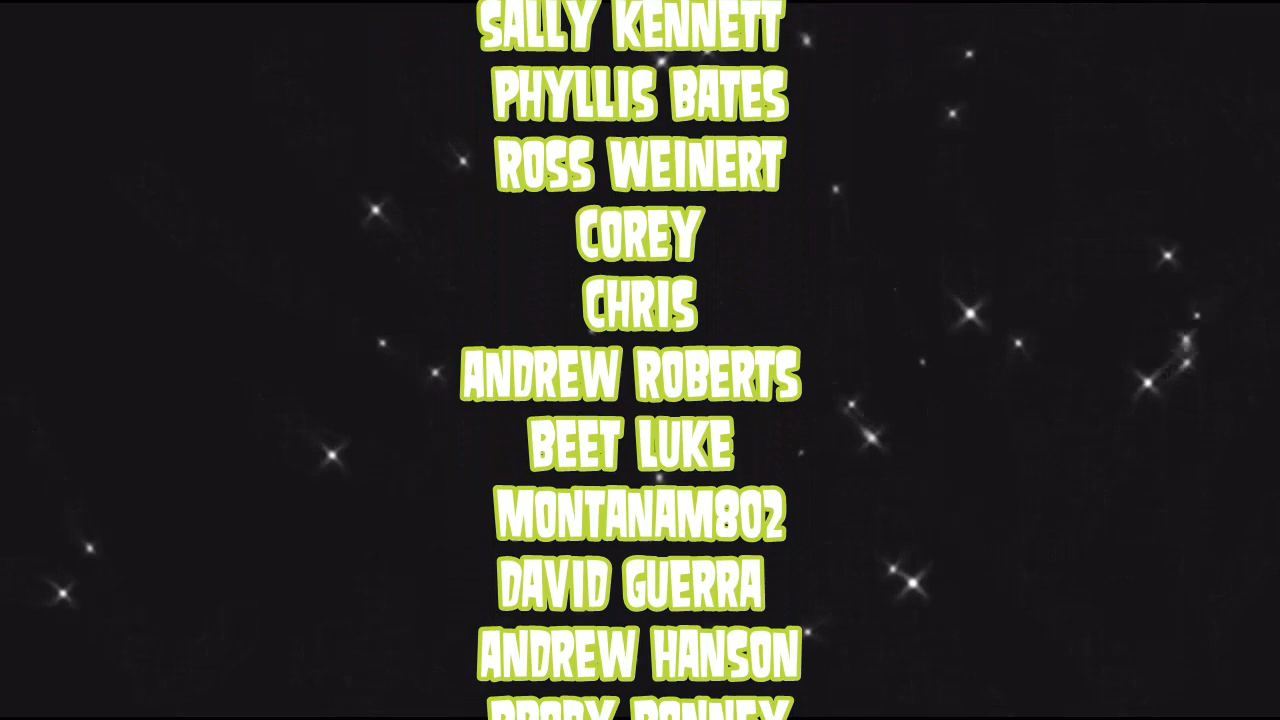 SALLY KENNETT
PHYLLIS BATES
ROSS WEINERT
COREY
CHRIS
ANDREW ROBERTS
BEET LUKE
MONTANAM802
DAVID GUERRA
ANDREW HANSON